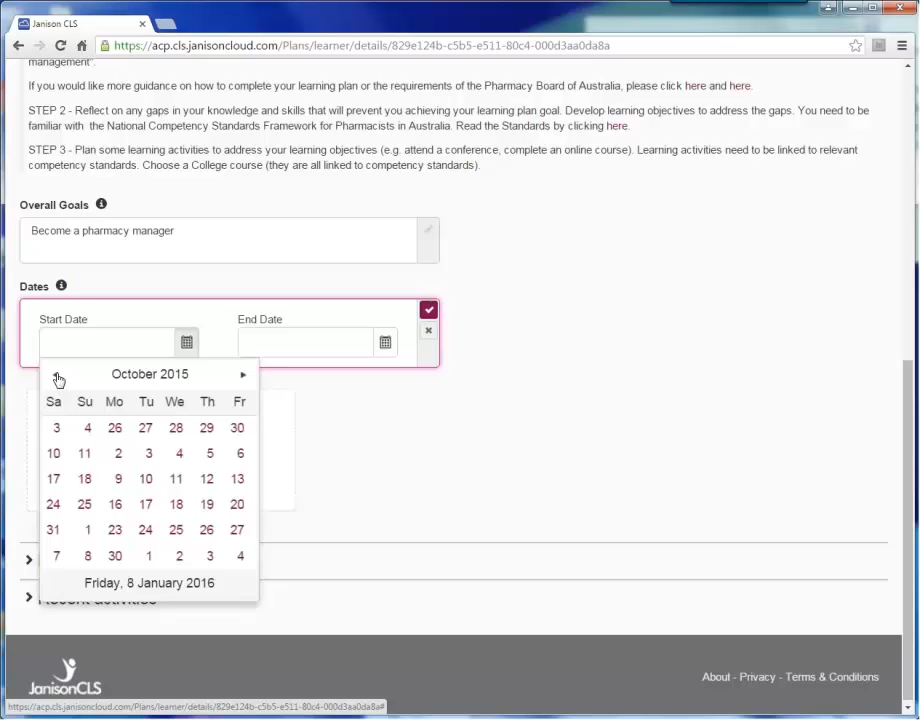 Janison CLS
https://acp.cls.janisoncloud.com/Plans/learner/details/829e124b-c5b5-e511-80c4-000d3aa0da8a
management".
If you would like more guidance on how to complete your learning plan or the requirements of the Pharmacy Board of Australia, please click here and here.
STEP 2 - Reflect on any gaps in your knowledge and skills that will prevent you achieving your learning plan goal. Develop learning objectives to address the gaps. You need to
be familiar with the National Competency Standards Framework for Pharmacists in Australia. Read the Standards by clicking here.
STEP 3 - Plan some learning activities to address your learning objectives (e.g. attend a conference, complete an online course). Learning activities need to be linked to relevant
competency standards. Choose a College course (they are all linked to competency standards).
Overall Goals
Become a pharmacy manager
Dates
Start Date End Date
October 2015
Sa Su Mo Tu We Th Fr
3 4 26 27 28 29 30
10 11 2 3 4 5 6
17 18 9 10 11 12 13
24 25 16 17 18 19 20
31 1 23 24 25 26 27
7 8 30 1 2 3 4
Friday, 8 January 2016
Recent activities
JanisonCLS
About - Privacy - Terms & Conditions
https://acp.cls.janisoncloud.com/Plans/learner/details/829e124b-c5b5-e511-80c4-000d3aa0da8a#